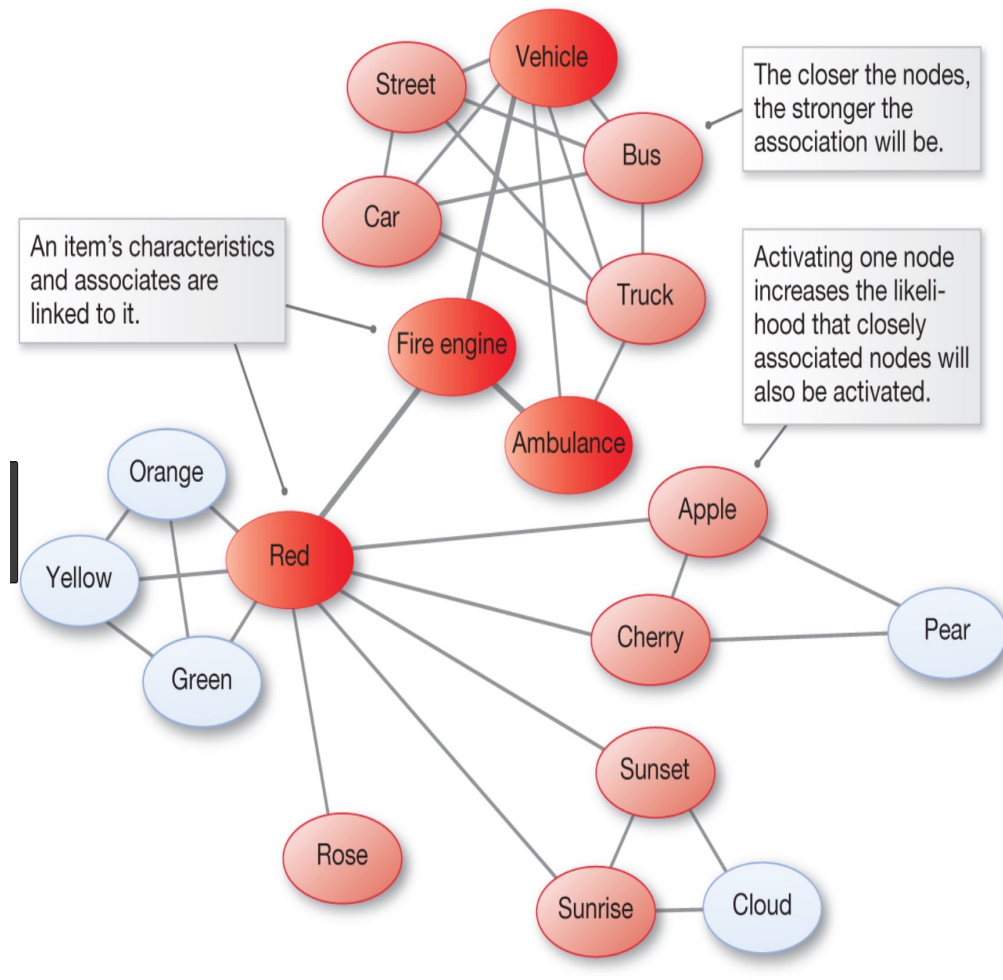 Vehicle
Street
Bus
Car
Truck
Fire engine
Ambulance
The closer the nodes,
the stronger the
association will be.
An item's characteristics
and associates are
linked to it.
Activating one node
increases the likeli-
hood that closely
associated nodes will
also be activated.
Orange
Yellow
Red
Green
Apple
Cherry
Pear
Sunset
Rose
Sunrise
Cloud